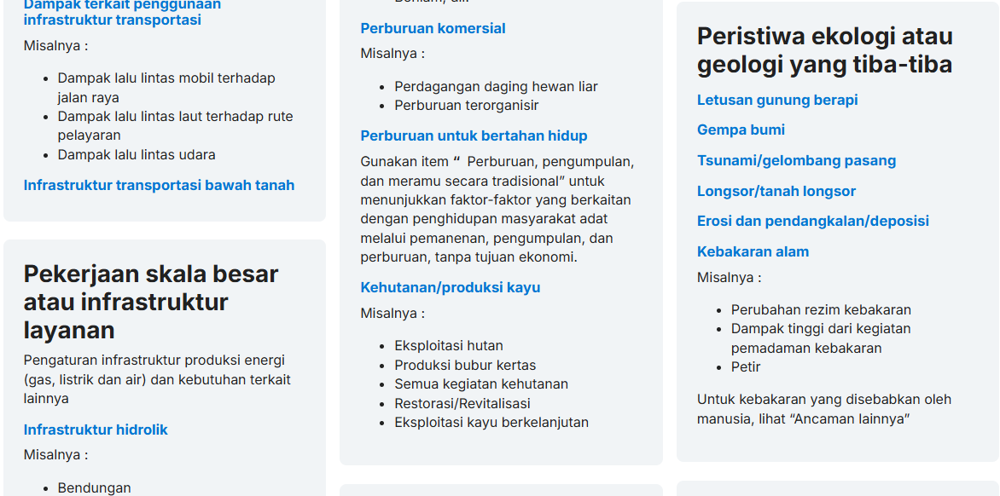 Dampak terkait penggunaan
infrastruktur transportasi
Misalnya :
• Dampak lalu lintas mobil terhadap
jalan raya
• Dampak lalu lintas laut terhadap rute
pelayaran
• Dampak lalu lintas udara
Infrastruktur transportasi bawah tanah
Pekerjaan skala besar
atau infrastruktur
layanan
Pengaturan infrastruktur produksi energi
(gas, listrik dan air) dan kebutuhan terkait
lainnya
Infrastruktur hidrolik
Misalnya :
• Bendungan
Perburuan komersial
Misalnya :
• Perdagangan daging hewan liar
• Perburuan terorganisir
Perburuan untuk bertahan hidup
Gunakan item “ Perburuan, pengumpulan,
dan meramu secara tradisional” untuk
menunjukkan faktor-faktor yang berkaitan
dengan penghidupan masyarakat adat
melalui pemanenan, pengumpulan, dan
perburuan, tanpa tujuan ekonomi.
Kehutanan/produksi kayu
Misalnya :
• Eksploitasi hutan
• Produksi bubur kertas
• Semua kegiatan kehutanan
• Restorasi/Revitalisasi
• Eksploitasi kayu berkelanjutan
Peristiwa ekologi atau
geologi yang tiba-tiba
Letusan gunung berapi
Gempa bumi
Tsunami/gelombang pasang
Longsor/tanah longsor
Erosi dan pendangkalan/deposisi
Kebakaran alam
Misalnya :
• Perubahan rezim kebakaran
• Dampak tinggi dari kegiatan
pemadaman kebakaran
• Petir
Untuk kebakaran yang disebabkan oleh
manusia, lihat “Ancaman lainnya”